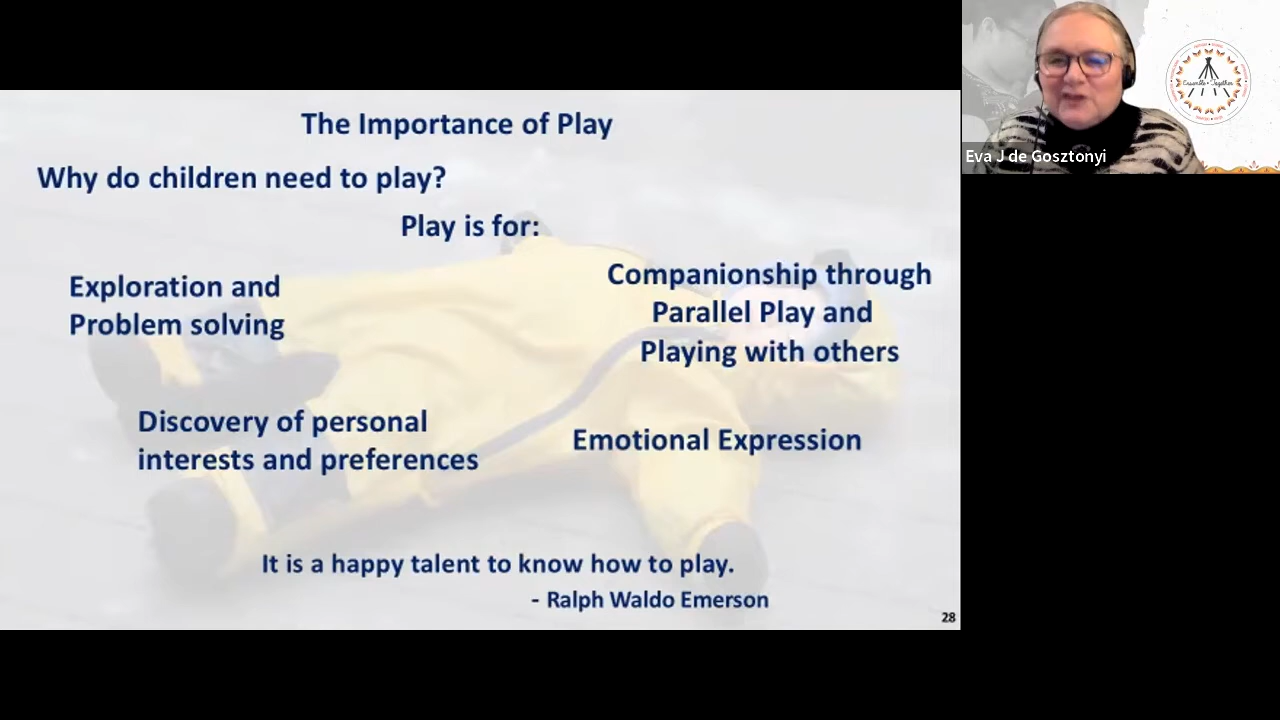 The Importance of Play
Why do children need to play?
Play is for:
Exploration and
Problem solving
Companionship through
Parallel Play and
Playing with others
Discovery of personal
interests and preferences
Emotional Expression
It is a happy talent to know how to play.
- Ralph Waldo Emerson
28
Eva J de Gosztonyi
Ensemble • Together